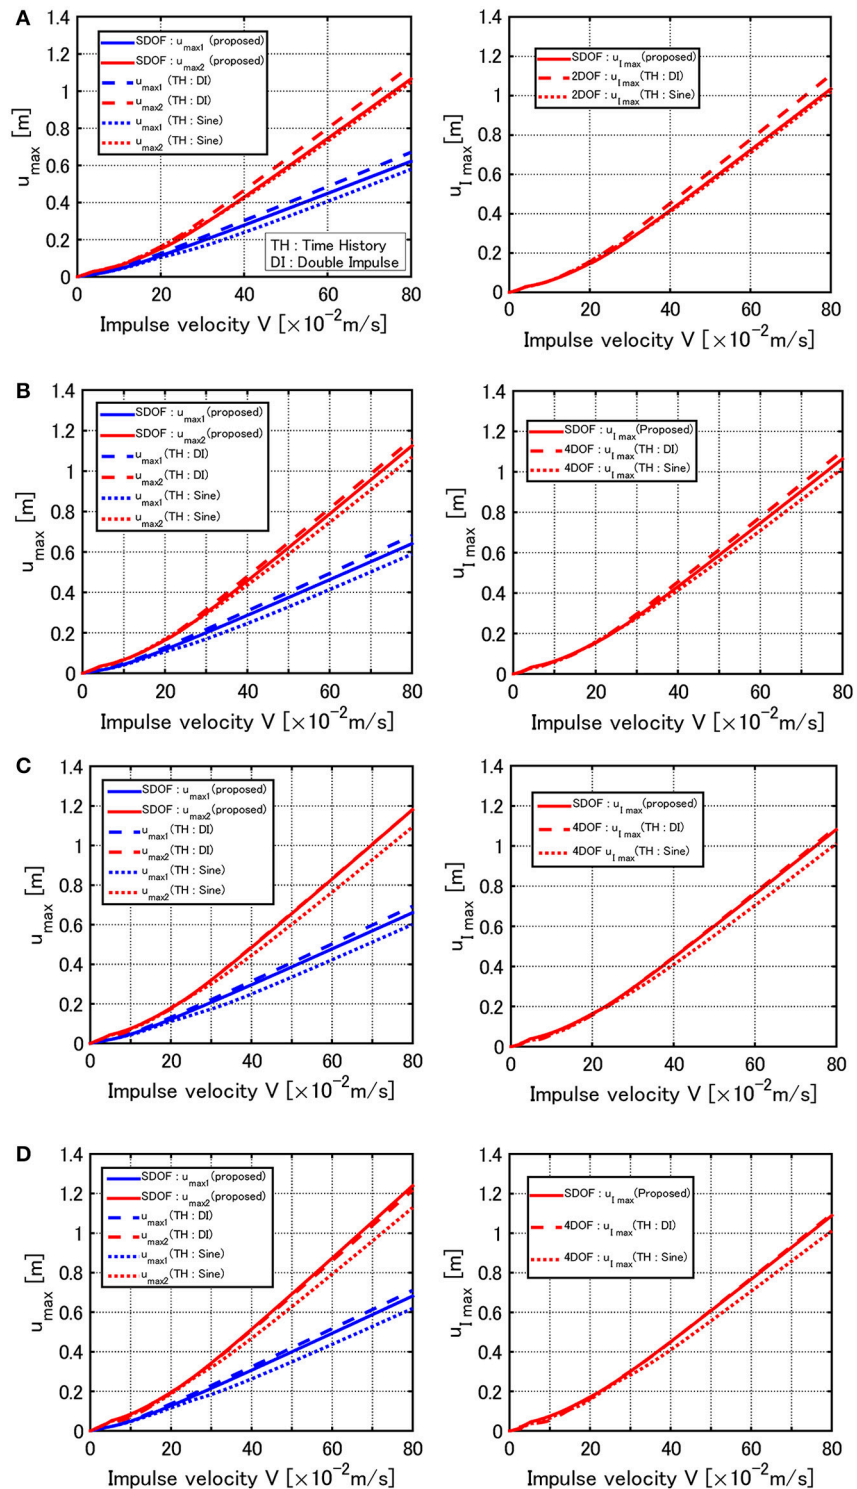 A
1.4
1.2
1.0
0.8
0.6
0.4
0.2
0
u_max [m]
SDOF : u_max1 (proposed)
SDOF : u_max2 (proposed)
u_max1 (TH : DI)
u_max2 (TH : DI)
u_max1 (TH : Sine)
u_max2 (TH : Sine)
TH : Time History
DI : Double Impulse
0 20 40 60 80
Impulse velocity V [×10^-2 m/s]
1.4
1.2
1.0
0.8
0.6
0.4
0.2
0
u_I max [m]
SDOF : u_I max (proposed)
2DOF : u_I max (TH : DI)
2DOF : u_I max (TH : Sine)
0 20 40 60 80
Impulse velocity V [×10^-2 m/s]
B
1.4
1.2
1.0
0.8
0.6
0.4
0.2
0
u_max [m]
SDOF : u_max1 (proposed)
SDOF : u_max2 (proposed)
u_max1 (TH : DI)
u_max2 (TH : DI)
u_max1 (TH : Sine)
u_max2 (TH : Sine)
0 20 40 60 80
Impulse velocity V [×10^-2 m/s]
1.4
1.2
1.0
0.8
0.6
0.4
0.2
0
u_I max [m]
SDOF : u_I max (Proposed)
4DOF : u_I max (TH : DI)
4DOF : u_I max (TH : Sine)
0 20 40 60 80
Impulse velocity V [×10^-2 m/s]
C
1.4
1.2
1.0
0.8
0.6
0.4
0.2
0
u_max [m]
SDOF : u_max1 (proposed)
SDOF : u_max2 (proposed)
u_max1 (TH : DI)
u_max2 (TH : DI)
u_max1 (TH : Sine)
u_max2 (TH : Sine)
0 20 40 60 80
Impulse velocity V [×10^-2 m/s]
1.4
1.2
1.0
0.8
0.6
0.4
0.2
0
u_I max [m]
SDOF : u_I max (proposed)
4DOF : u_I max (TH : DI)
4DOF u_I max (TH : Sine)
0 20 40 60 80
Impulse velocity V [×10^-2 m/s]
D
1.4
1.2
1.0
0.8
0.6
0.4
0.2
0
u_max [m]
SDOF : u_max1 (proposed)
SDOF : u_max2 (proposed)
u_max1 (TH : DI)
u_max2 (TH : DI)
u_max1 (TH : Sine)
u_max2 (TH : Sine)
0 20 40 60 80
Impulse velocity V [×10^-2 m/s]
1.4
1.2
1.0
0.8
0.6
0.4
0.2
0
u_I max [m]
SDOF : u_I max (Proposed)
4DOF : u_I max (TH : DI)
4DOF : u_I max (TH : Sine)
0 20 40 60 80
Impulse velocity V [×10^-2 m/s]